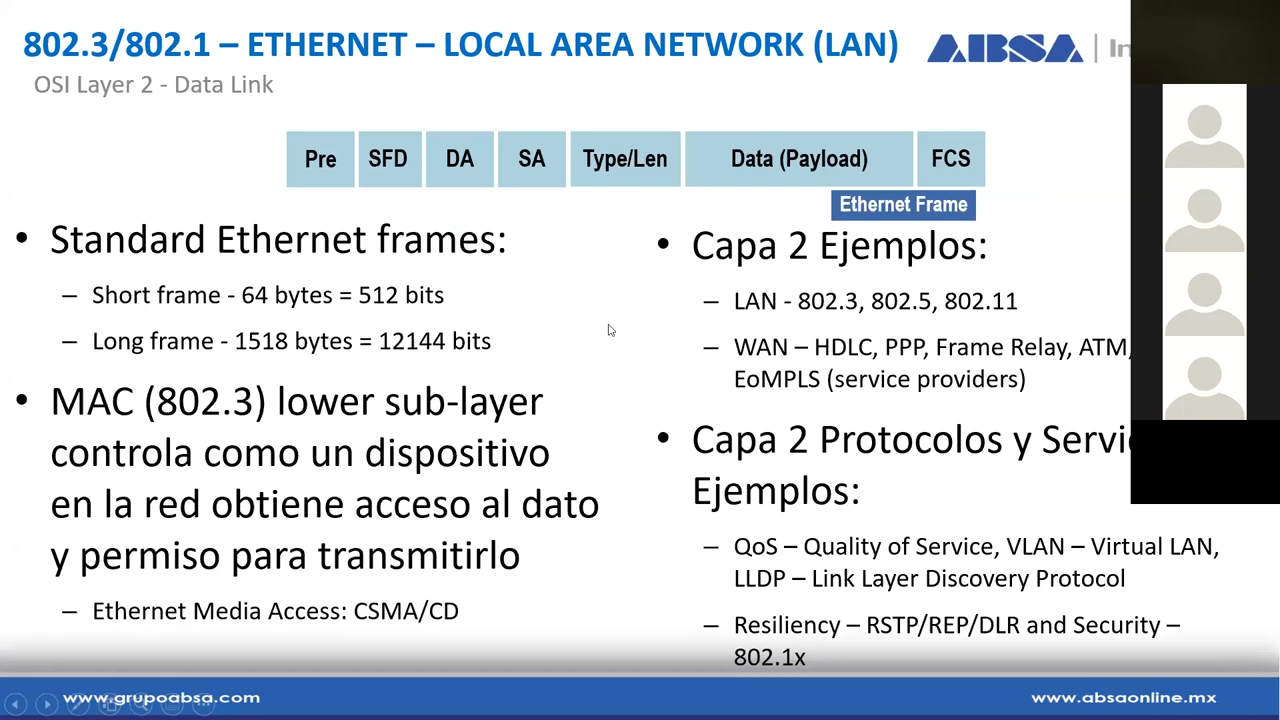 802.3/802.1 – ETHERNET – LOCAL AREA NETWORK (LAN)
ABSA
OSI Layer 2 - Data Link
Pre SFD DA SA Type/Len Data (Payload) FCS
Ethernet Frame
• Standard Ethernet frames:
– Short frame - 64 bytes = 512 bits
– Long frame - 1518 bytes = 12144 bits
• MAC (802.3) lower sub-layer
controla como un dispositivo
en la red obtiene acceso al dato
y permiso para transmitirlo
– Ethernet Media Access: CSMA/CD
• Capa 2 Ejemplos:
– LAN - 802.3, 802.5, 802.11
– WAN – HDLC, PPP, Frame Relay, ATM,
EoMPLS (service providers)
• Capa 2 Protocolos y
Ejemplos:
– QoS – Quality of Service, VLAN – Virtual LAN,
LLDP – Link Layer Discovery Protocol
– Resiliency – RSTP/REP/DLR and Security –
802.1x
www.grupoabsa.com
www.absaonline.mx